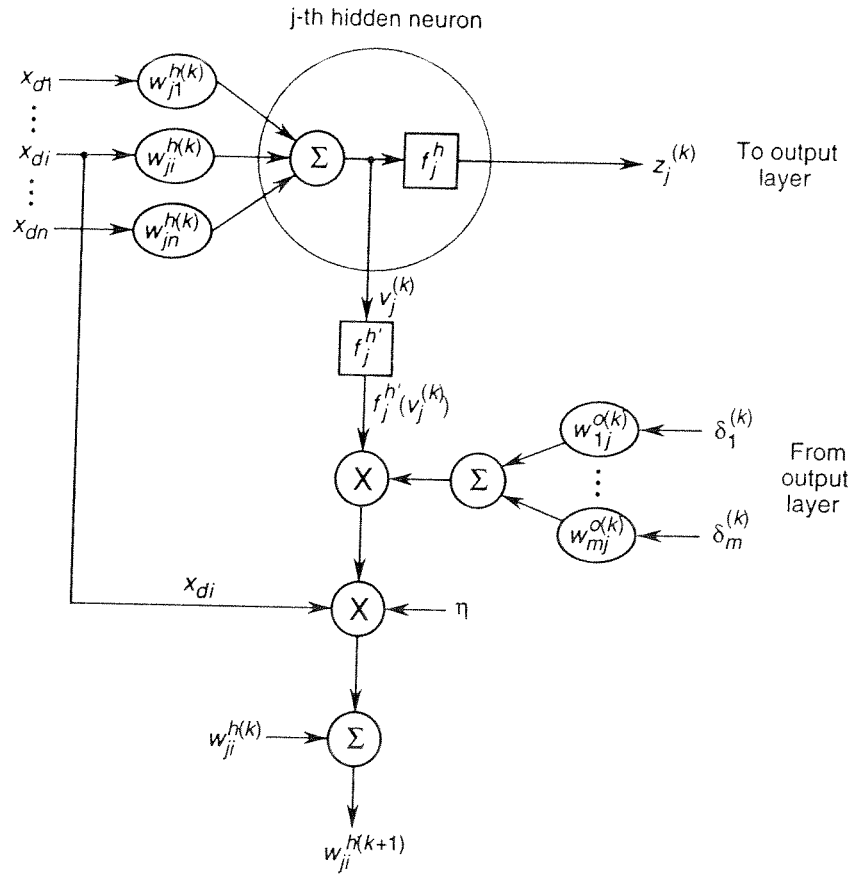 j-th hidden neuron
x_{d1}
w_{j1}^{h(k)}
⋮
x_{di}
w_{ji}^{h(k)}
Σ
f_j^h
z_j^{(k)}
To output
layer
⋮
x_{dn}
w_{jn}^{h(k)}
v_j^{(k)}
f_j^{h'}
f_j^{h'}(v_j^{(k)})
w_{1j}^{o(k)}
δ_1^{(k)}
X
Σ
⋮
From
output
layer
w_{mj}^{o(k)}
δ_m^{(k)}
x_{di}
X
η
w_{ji}^{h(k)}
Σ
w_{ji}^{h(k+1)}